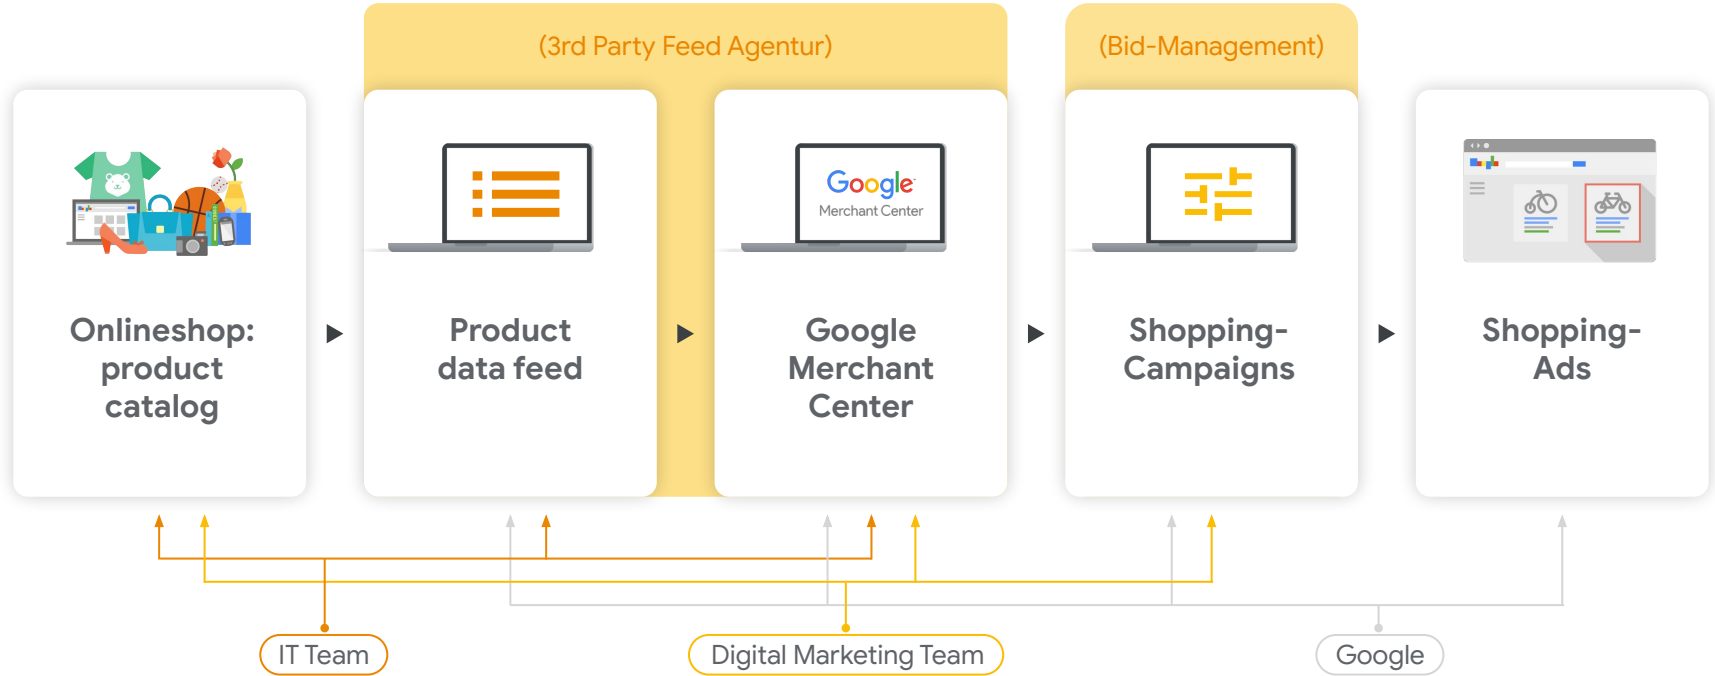 (3rd Party Feed Agentur)
(Bid-Management)
Google
Merchant Center
Onlineshop:
product
catalog
Product
data feed
Google
Merchant
Center
Shopping-
Campaigns
Shopping-
Ads
IT Team
Digital Marketing Team
Google